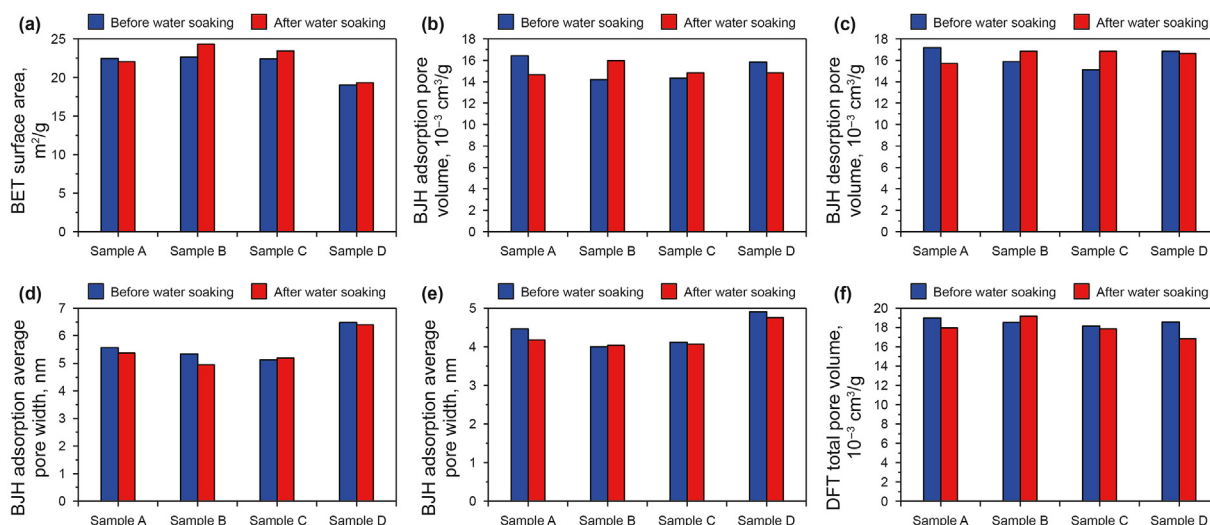 (a)
Before water soaking
After water soaking
BET surface area,
m²/g
25
20
15
10
5
0
Sample A
Sample B
Sample C
Sample D
(b)
Before water soaking
After water soaking
BJH adsorption pore
volume, 10⁻³ cm³/g
18
16
14
12
10
8
6
4
2
0
Sample A
Sample B
Sample C
Sample D
(c)
Before water soaking
After water soaking
BJH desorption pore
volume, 10⁻³ cm³/g
18
16
14
12
10
8
6
4
2
0
Sample A
Sample B
Sample C
Sample D
(d)
Before water soaking
After water soaking
BJH adsorption average
pore width, nm
7
6
5
4
3
2
1
0
Sample A
Sample B
Sample C
Sample D
(e)
Before water soaking
After water soaking
BJH adsorption average
pore width, nm
5
4
3
2
1
0
Sample A
Sample B
Sample C
Sample D
(f)
Before water soaking
After water soaking
DFT total pore volume,
10⁻³ cm³/g
20
18
16
14
12
10
8
6
4
2
0
Sample A
Sample B
Sample C
Sample D